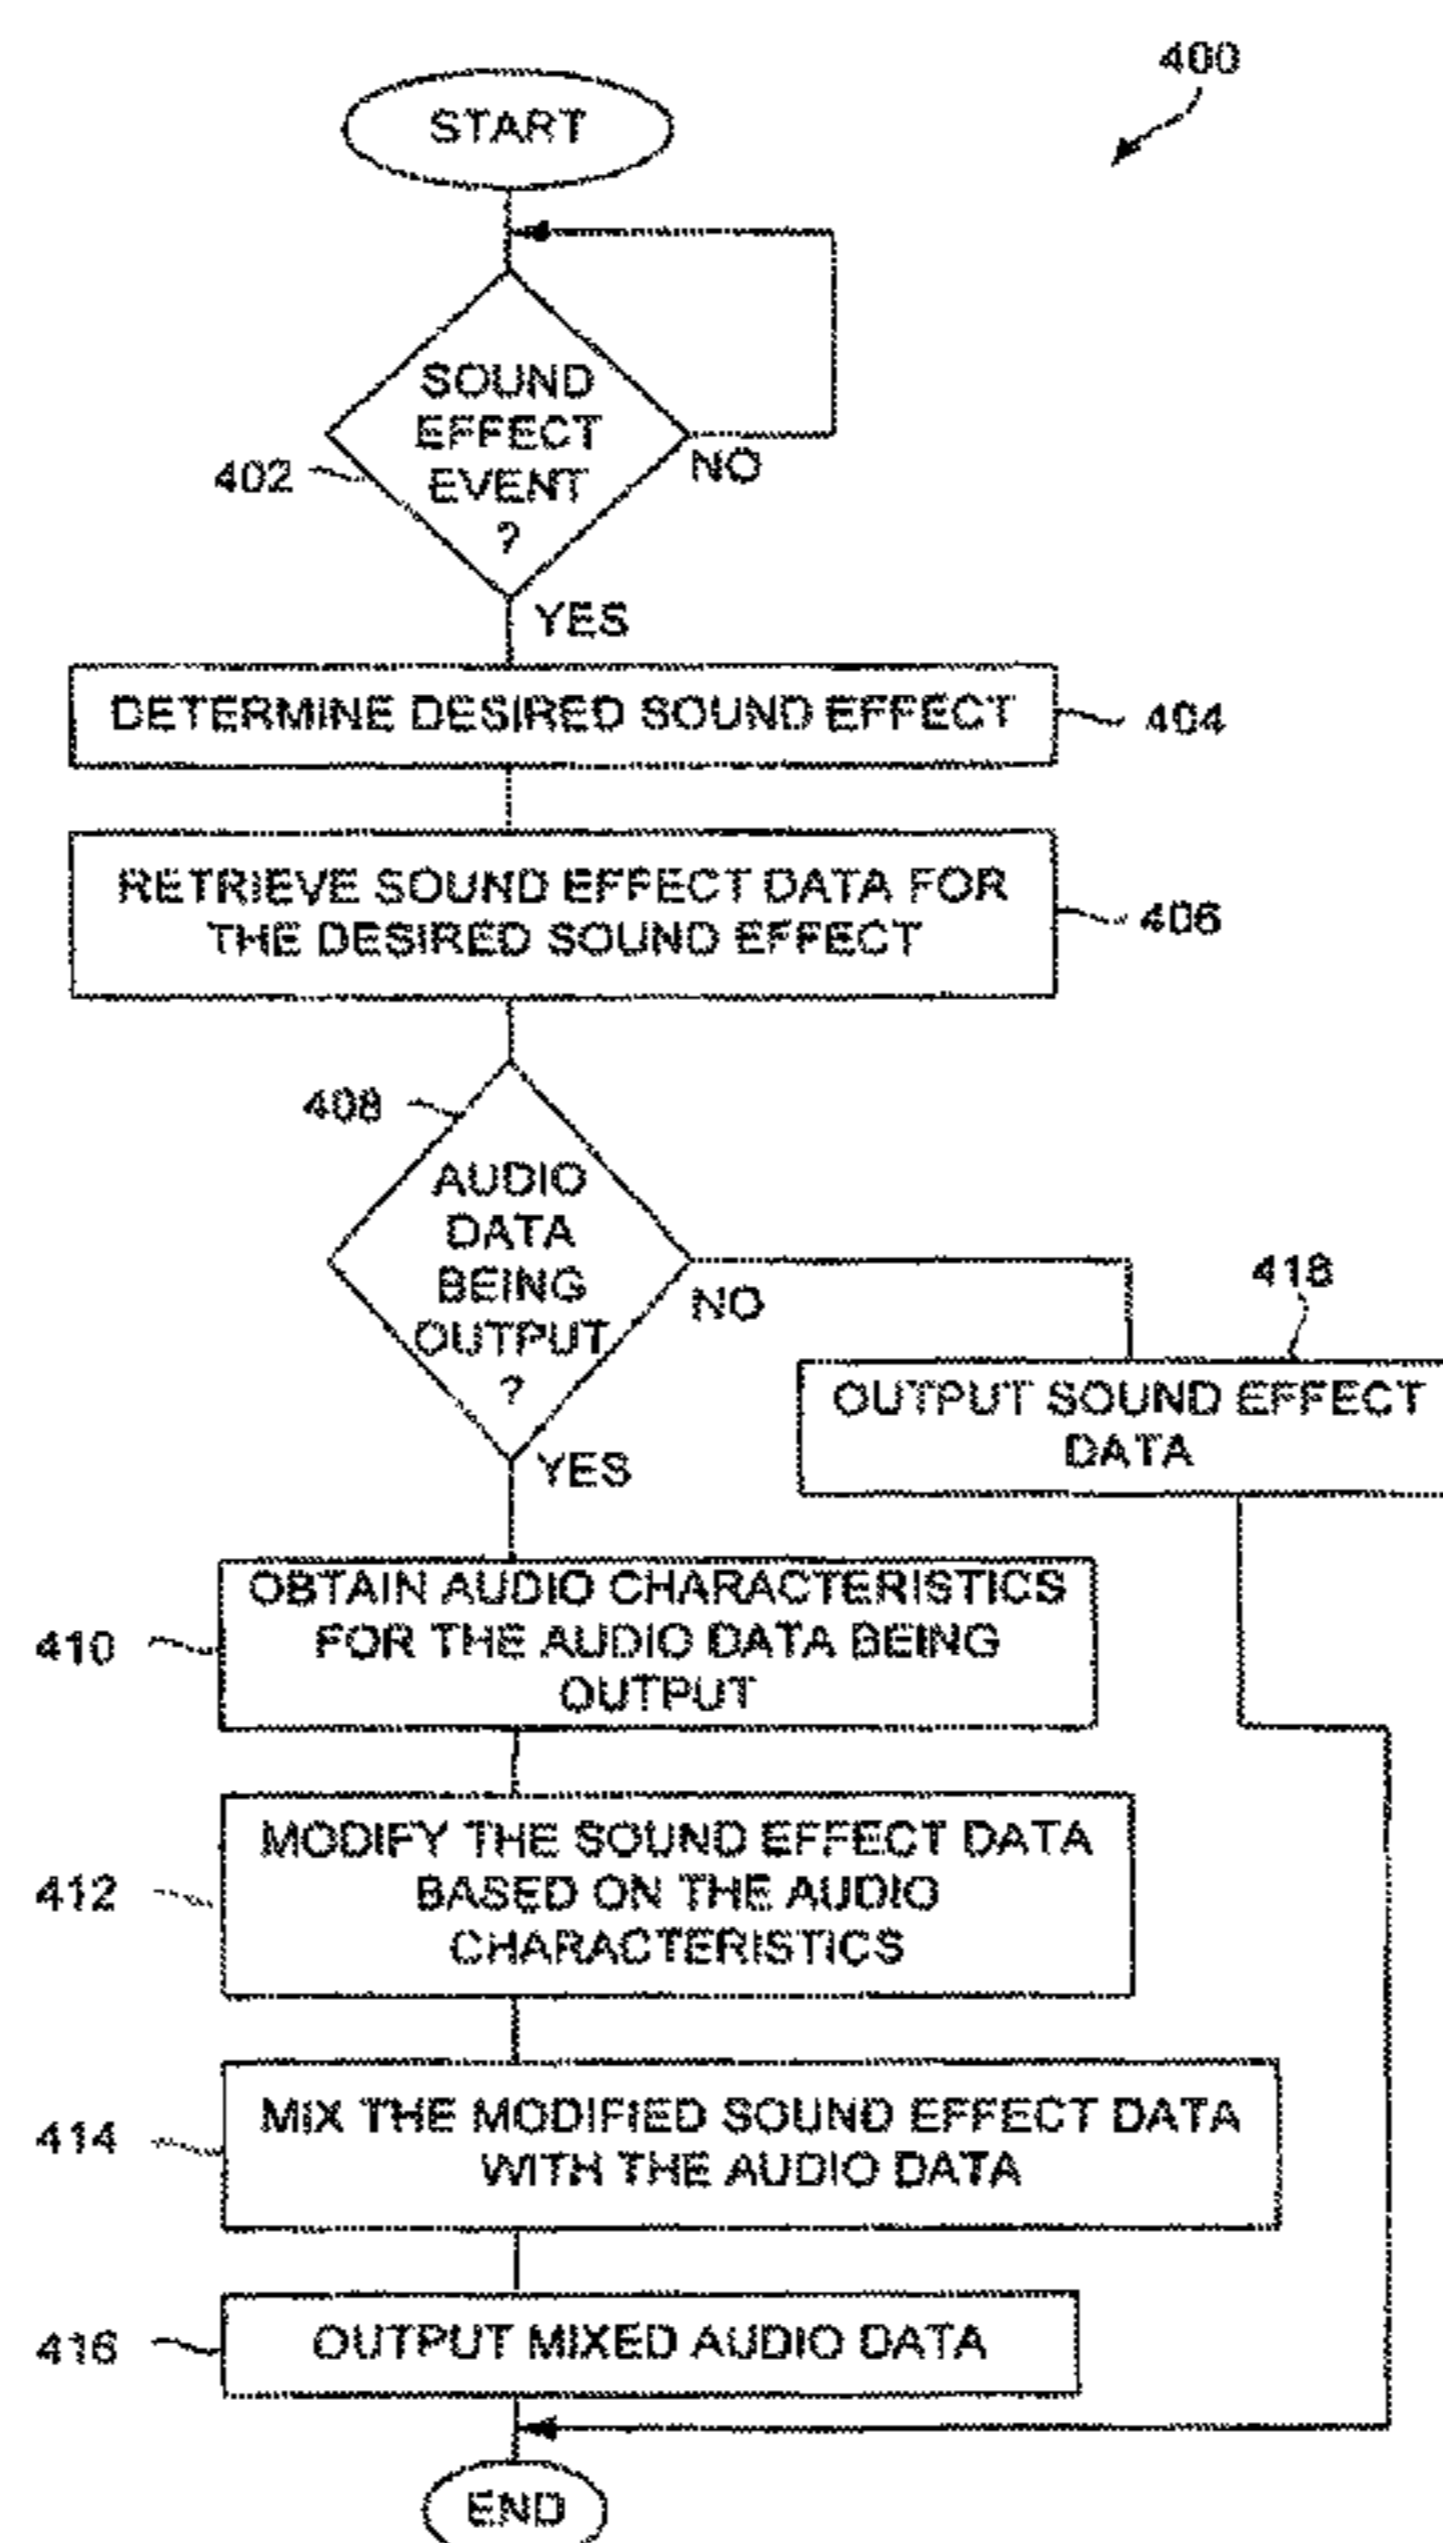 400
START
SOUND
EFFECT
EVENT
?
402
NO
YES
DETERMINE DESIRED SOUND EFFECT
404
RETRIEVE SOUND EFFECT DATA FOR
THE DESIRED SOUND EFFECT
406
408
AUDIO
DATA
BEING
OUTPUT
?
NO
YES
418
OUTPUT SOUND EFFECT
DATA
410
OBTAIN AUDIO CHARACTERISTICS
FOR THE AUDIO DATA BEING
OUTPUT
412
MODIFY THE SOUND EFFECT DATA
BASED ON THE AUDIO
CHARACTERISTICS
414
MIX THE MODIFIED SOUND EFFECT DATA
WITH THE AUDIO DATA
416
OUTPUT MIXED AUDIO DATA
END